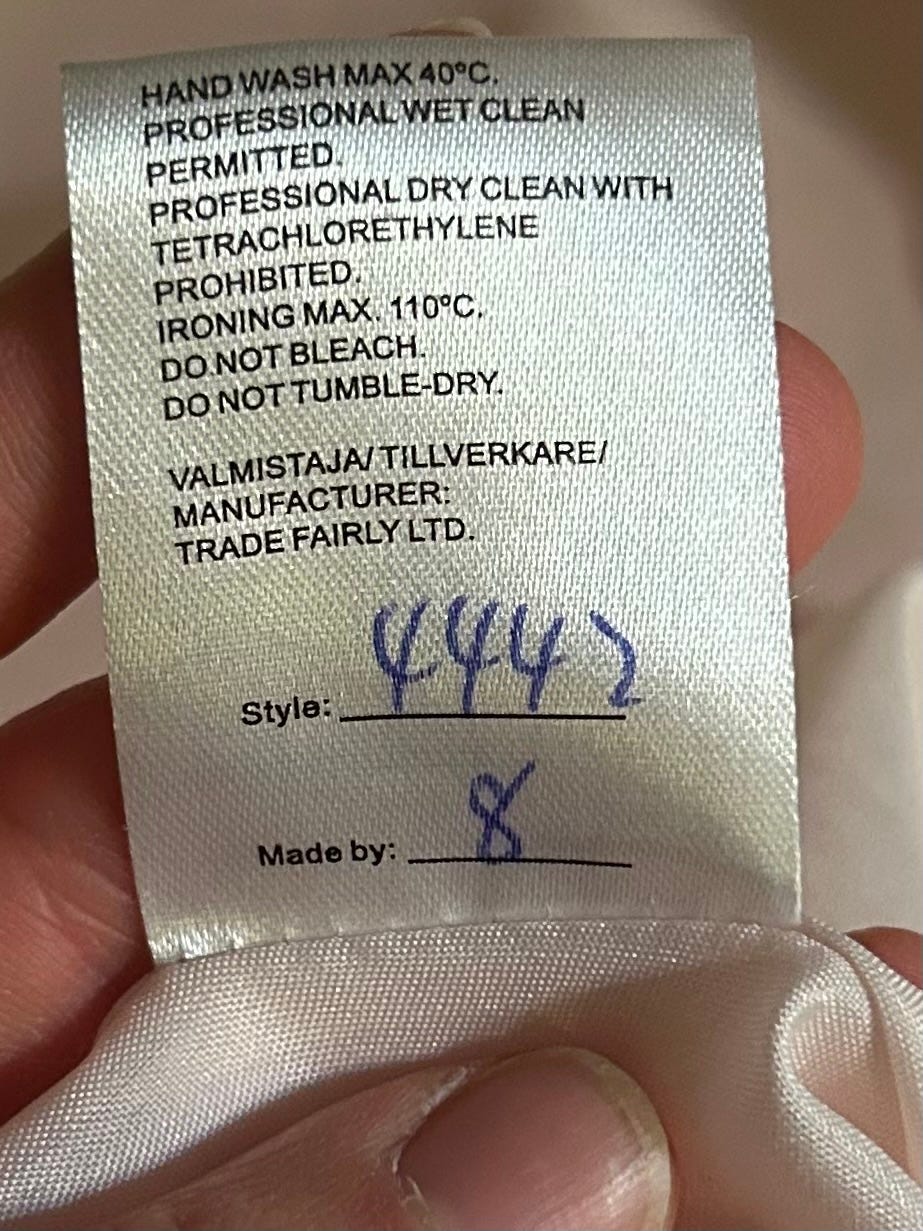 HAND WASH MAX 40°C.
PROFESSIONAL WET CLEAN
PERMITTED.
PROFESSIONAL DRY CLEAN WITH
TETRACHLORETHYLENE
PROHIBITED.
IRONING MAX. 110°C.
DO NOT BLEACH.
DO NOT TUMBLE-DRY.
VALMISTAJA/ TILLVERKARE/
MANUFACTURER:
TRADE FAIRLY LTD.
Style: 4442
Made by: 8